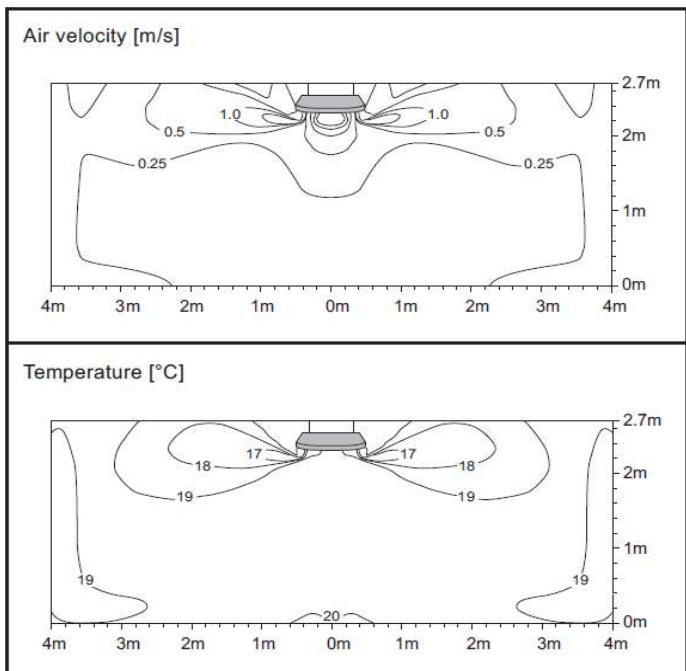 Air velocity [m/s]
2.7m
1.0 1.0
0.5 0.5
2m
0.25 0.25
1m
0m
4m 3m 2m 1m 0m 1m 2m 3m 4m
Temperature [°C]
2.7m
17 17
18 18
2m
19 19
1m
19 19
20
0m
4m 3m 2m 1m 0m 1m 2m 3m 4m